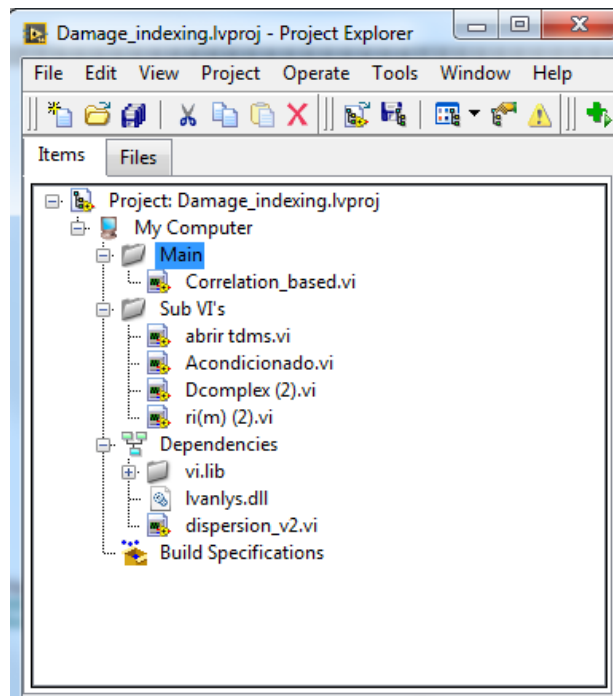 Damage_indexing.lvproj - Project Explorer
File Edit View Project Operate Tools Window Help
Items Files
Project: Damage_indexing.lvproj
My Computer
Main
Correlation_based.vi
Sub VI's
abrir tdms.vi
Acondicionado.vi
Dcomplex (2).vi
ri(m) (2).vi
Dependencies
vi.lib
lvanlys.dll
dispersion_v2.vi
Build Specifications